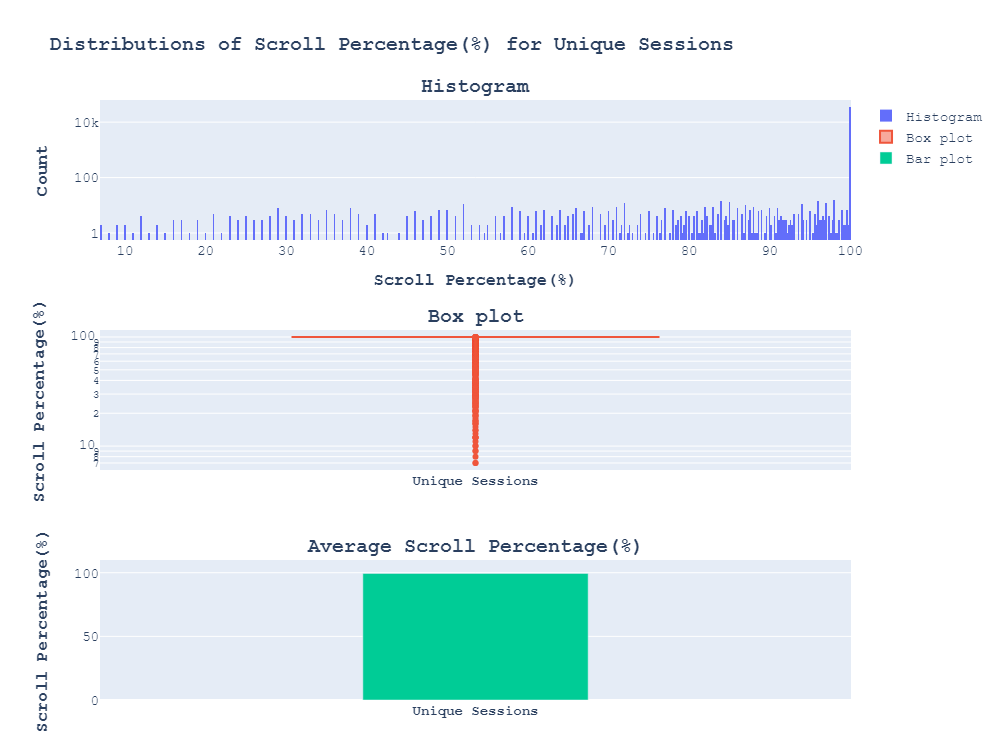 Distributions of Scroll Percentage(%) for Unique Sessions
Histogram
Histogram
Box plot
Bar plot
Count
10k
100
1
10 20 30 40 50 60 70 80 90 100
Scroll Percentage(%)
Box plot
Scroll Percentage(%)
100
6
5
4
3
2
10
7
Unique Sessions
Average Scroll Percentage(%)
Scroll Percentage(%)
100
50
0
Unique Sessions